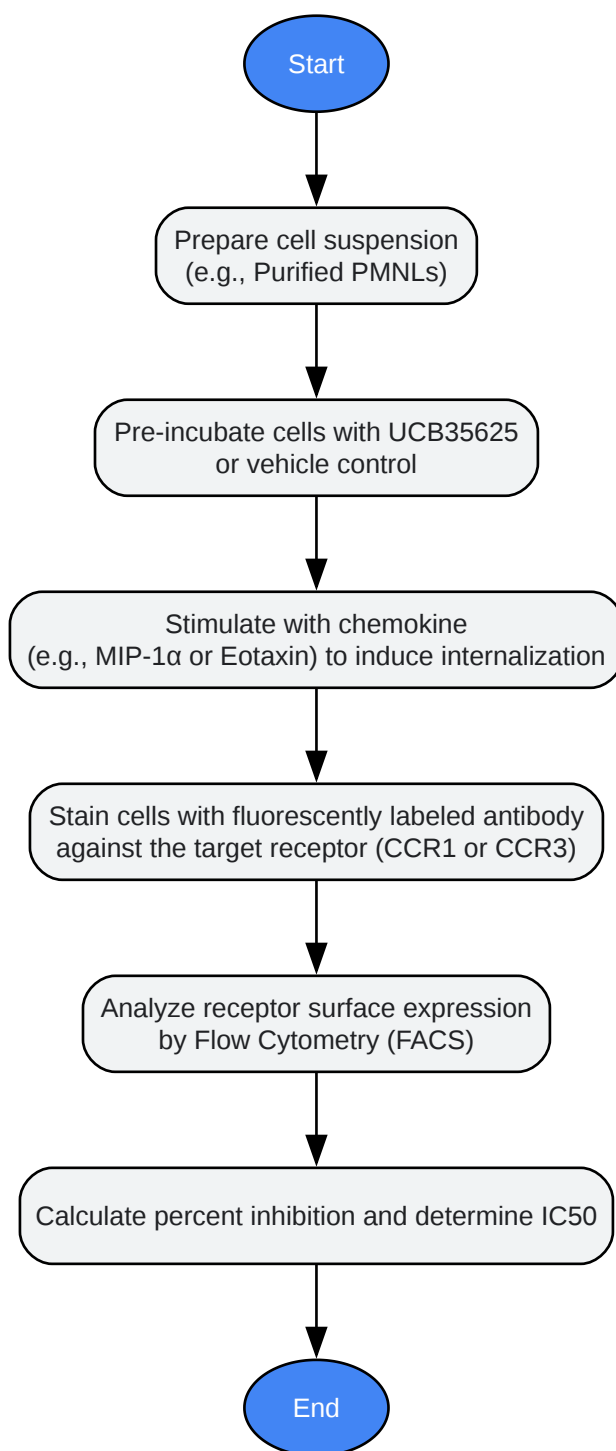 Start
Prepare cell suspension
(e.g., Purified PMNLs)
Pre-incubate cells with UCB35625
or vehicle control
Stimulate with chemokine
(e.g., MIP-1α or Eotaxin) to induce internalization
Stain cells with fluorescently labeled antibody
against the target receptor (CCR1 or CCR3)
Analyze receptor surface expression
by Flow Cytometry (FACS)
Calculate percent inhibition and determine IC50
End